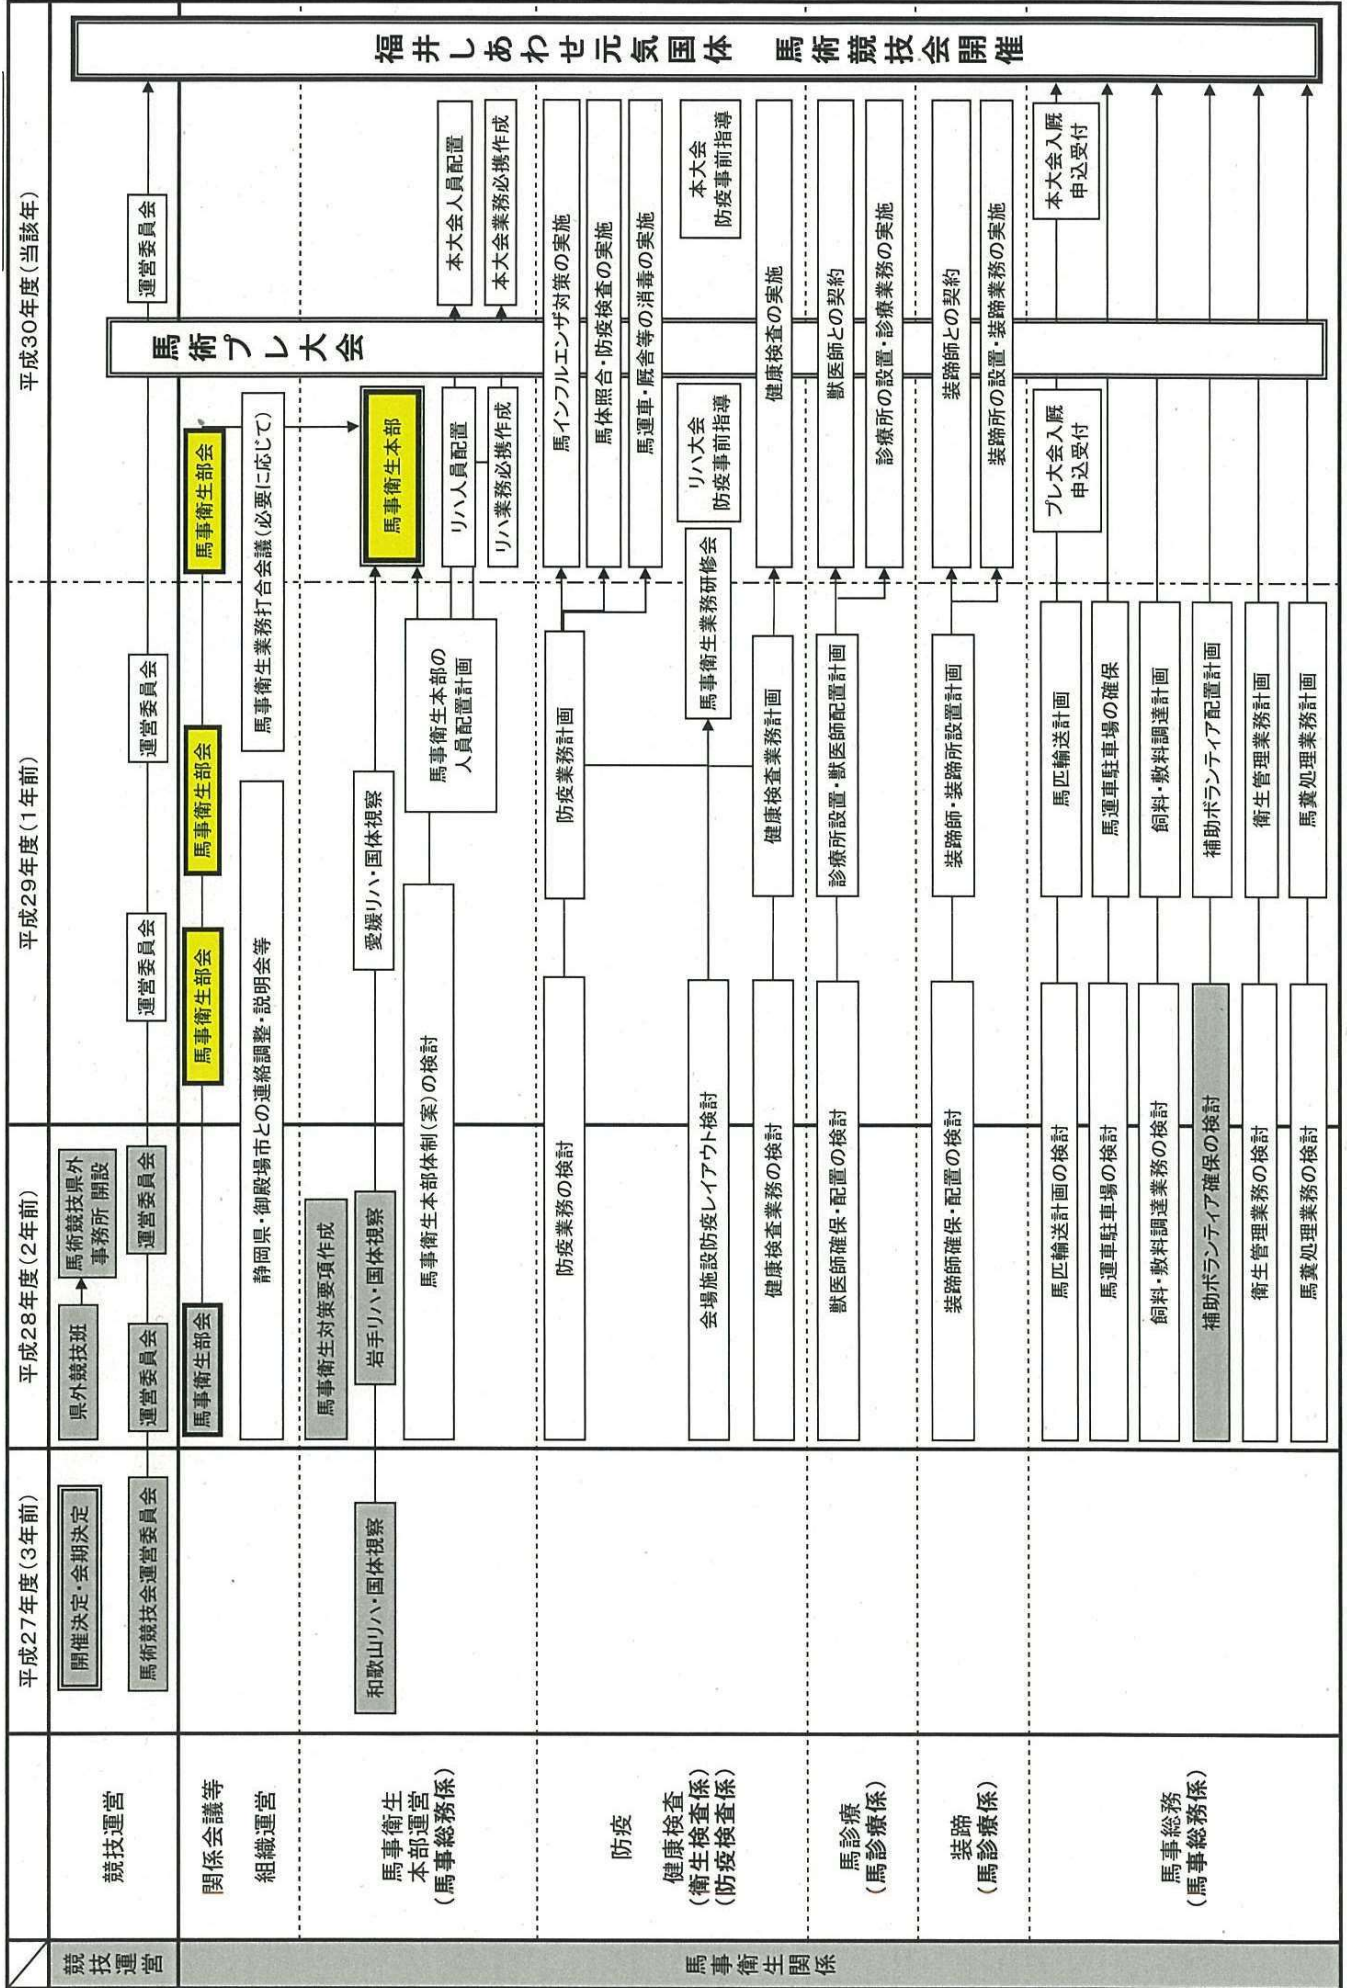 平成27年度(3年前)
平成28年度(2年前)
平成29年度(1年前)
平成30年度(当該年)
競技運営
競技運営
開催決定・会期決定
県外競技班
馬術競技県外
事務所 開設
馬術競技会運営委員会
運営委員会
運営委員会
運営委員会
運営委員会
運営委員会
馬事衛生関係
関係会議等
組織運営
馬事衛生部会
馬事衛生部会
馬事衛生部会
馬事衛生部会
静岡県・御殿場市との連絡調整・説明会等
馬事衛生業務打合会議(必要に応じて)
馬事衛生
本部運営
(馬事総務係)
馬事衛生対策要項作成
和歌山リハ・国体視察
岩手リハ・国体視察
愛媛リハ・国体視察
馬事衛生本部
馬事衛生本部体制(案)の検討
馬事衛生本部の
人員配置計画
リハ人員配置
本大会人員配置
リハ業務必携作成
本大会業務必携作成
防疫
健康検査
(衛生検査係)
(防疫検査係)
防疫業務の検討
防疫業務計画
馬インフルエンザ対策の実施
馬体照合・防疫検査の実施
馬運車・厩舎等の消毒の実施
会場施設防疫レイアウト検討
馬事衛生業務研修会
リハ大会
防疫事前指導
本大会
防疫事前指導
健康検査業務の検討
健康検査業務計画
健康検査の実施
馬診療
(馬診療係)
獣医師確保・配置の検討
診療所設置・獣医師配置計画
獣医師との契約
診療所の設置・診療業務の実施
装蹄
(馬診療係)
装蹄師確保・配置の検討
装蹄師・装蹄所設置計画
装蹄師との契約
装蹄所の設置・装蹄業務の実施
馬事総務
(馬事総務係)
馬匹輸送計画の検討
馬匹輸送計画
プレ大会入厩
申込受付
本大会入厩
申込受付
馬運車駐車場の検討
馬運車駐車場の確保
飼料・敷料調達業務の検討
飼料・敷料調達計画
補助ボランティア確保の検討
補助ボランティア配置計画
衛生管理業務の検討
衛生管理業務計画
馬糞処理業務の検討
馬糞処理業務計画
馬術プレ大会
福井しあわせ元気国体 馬術競技会開催